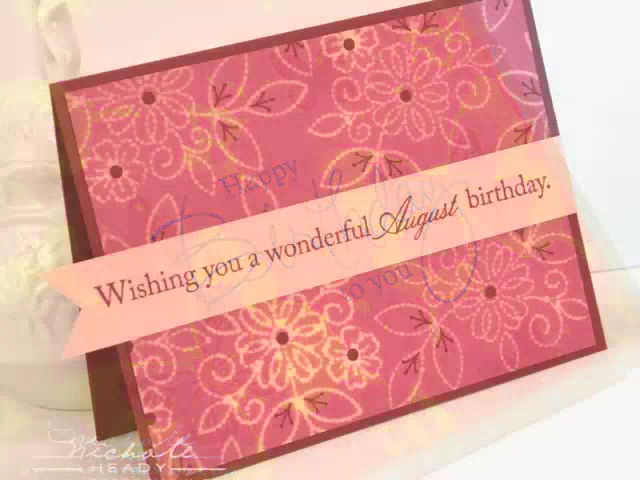 Happy
Birthday
to you
Wishing you a wonderful August birthday.
Nichole
HEADY